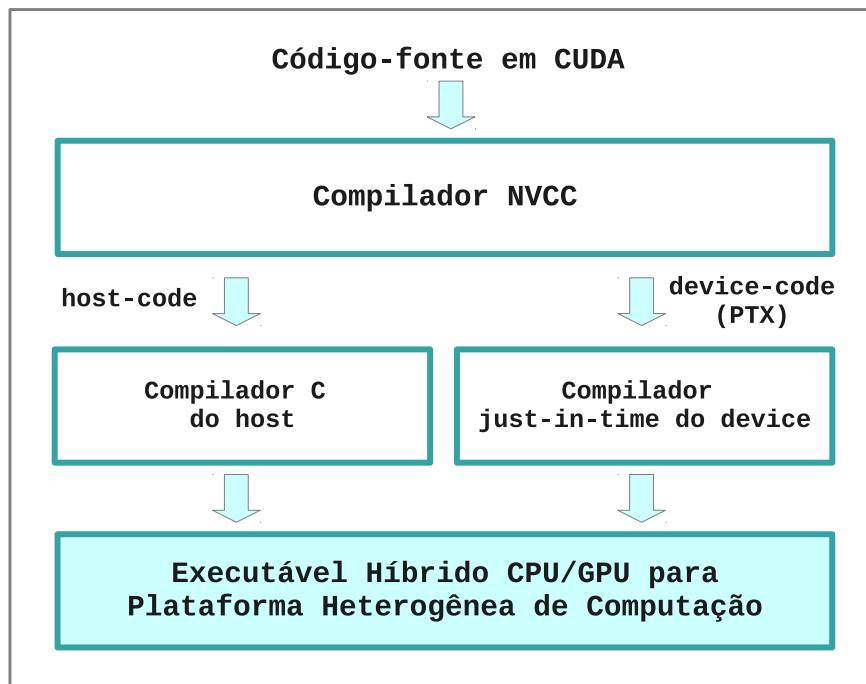 Código-fonte em CUDA
Compilador NVCC
host-code
device-code
(PTX)
Compilador C
do host
Compilador
just-in-time do device
Executável Híbrido CPU/GPU para
Plataforma Heterogênea de Computação